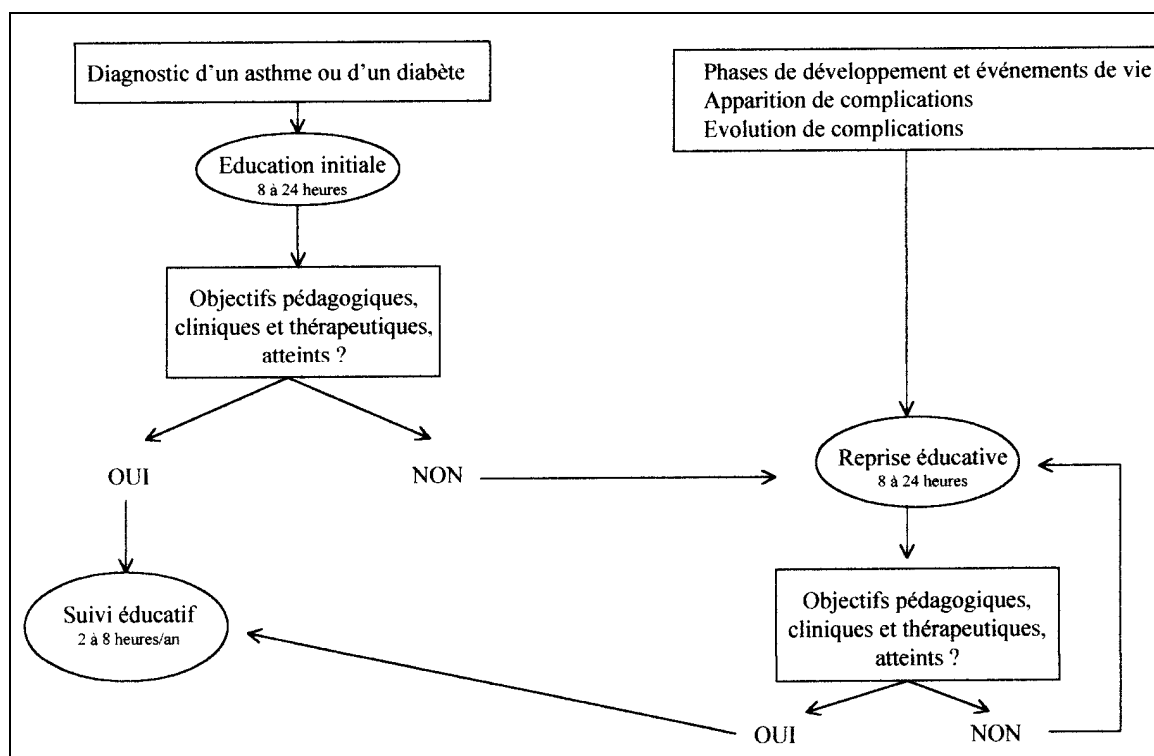 Diagnostic d'un asthme ou d'un diabète
Education initiale
8 à 24 heures
Objectifs pédagogiques,
cliniques et thérapeutiques,
atteints ?
OUI
NON
Suivi éducatif
2 à 8 heures/an
Phases de développement et événements de vie
Apparition de complications
Evolution de complications
Reprise éducative
8 à 24 heures
Objectifs pédagogiques,
cliniques et thérapeutiques,
atteints ?
OUI
NON